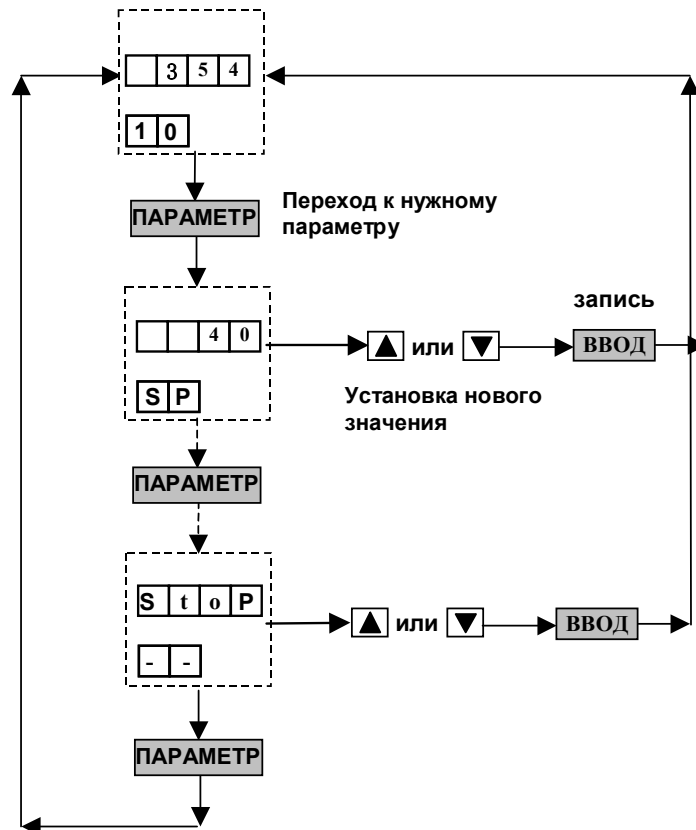 354
10
ПАРАМЕТР
Переход к нужному
параметру
40
SP
▲ или ▼
запись
ВВОД
Установка нового
значения
ПАРАМЕТР
StoP
--
▲ или ▼
ВВОД
ПАРАМЕТР